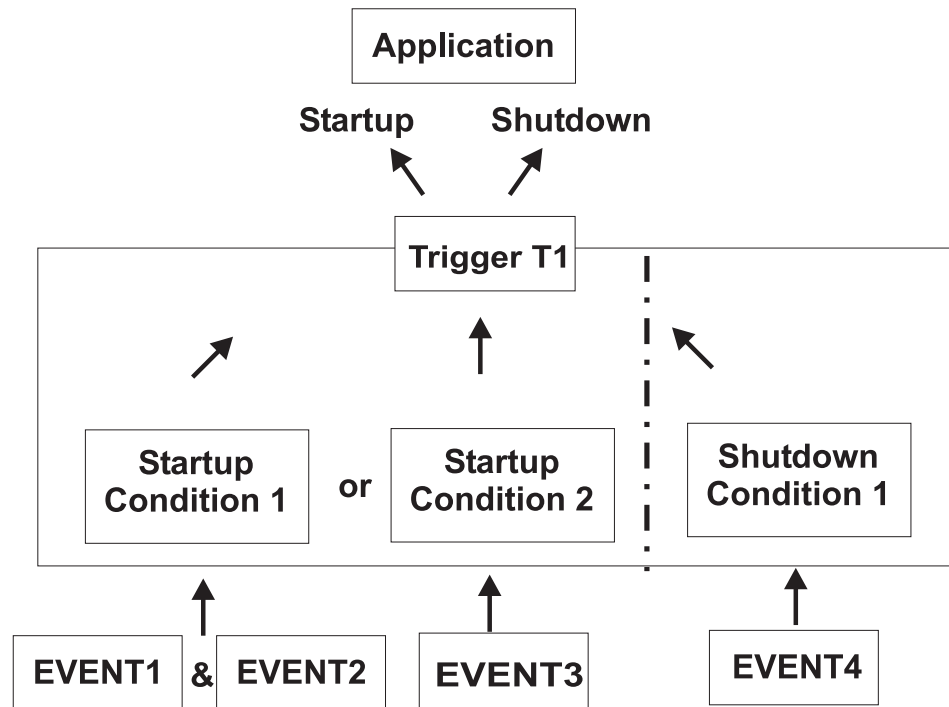 Application
Startup
Shutdown
Trigger T1
Startup
Condition 1
or
Startup
Condition 2
Shutdown
Condition 1
EVENT1 & EVENT2
EVENT3
EVENT4